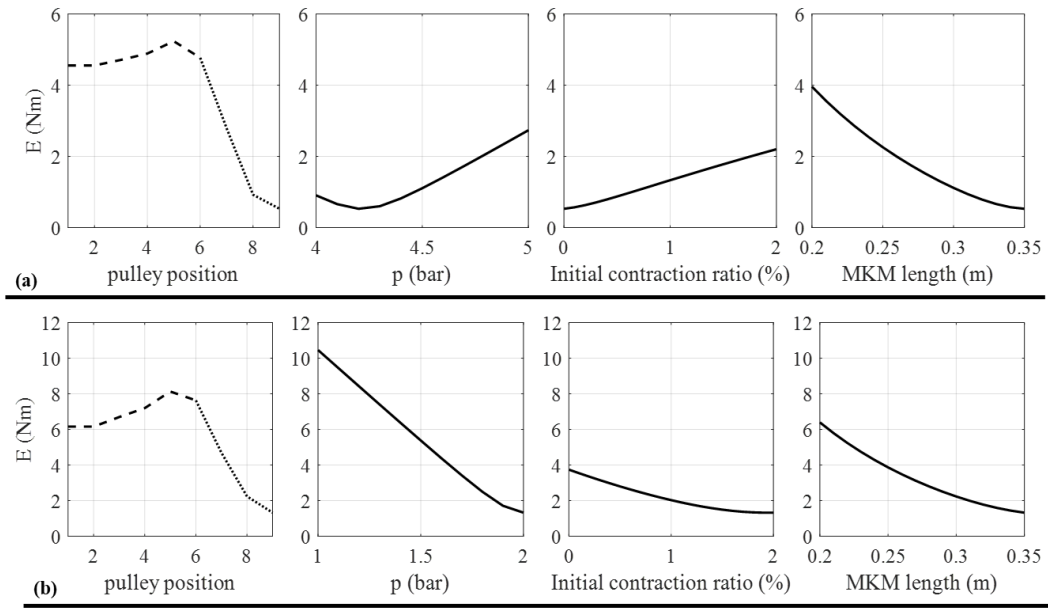 6
4
2
0
E (Nm)
2 4 6 8
pulley position
6
4
2
0
4 4.5 5
p (bar)
6
4
2
0
0 1 2
Initial contraction ratio (%)
6
4
2
0
0.2 0.25 0.3 0.35
MKM length (m)
(a)
12
10
8
6
4
2
0
E (Nm)
2 4 6 8
pulley position
12
10
8
6
4
2
0
1 1.5 2
p (bar)
12
10
8
6
4
2
0
0 1 2
Initial contraction ratio (%)
12
10
8
6
4
2
0
0.2 0.25 0.3 0.35
MKM length (m)
(b)